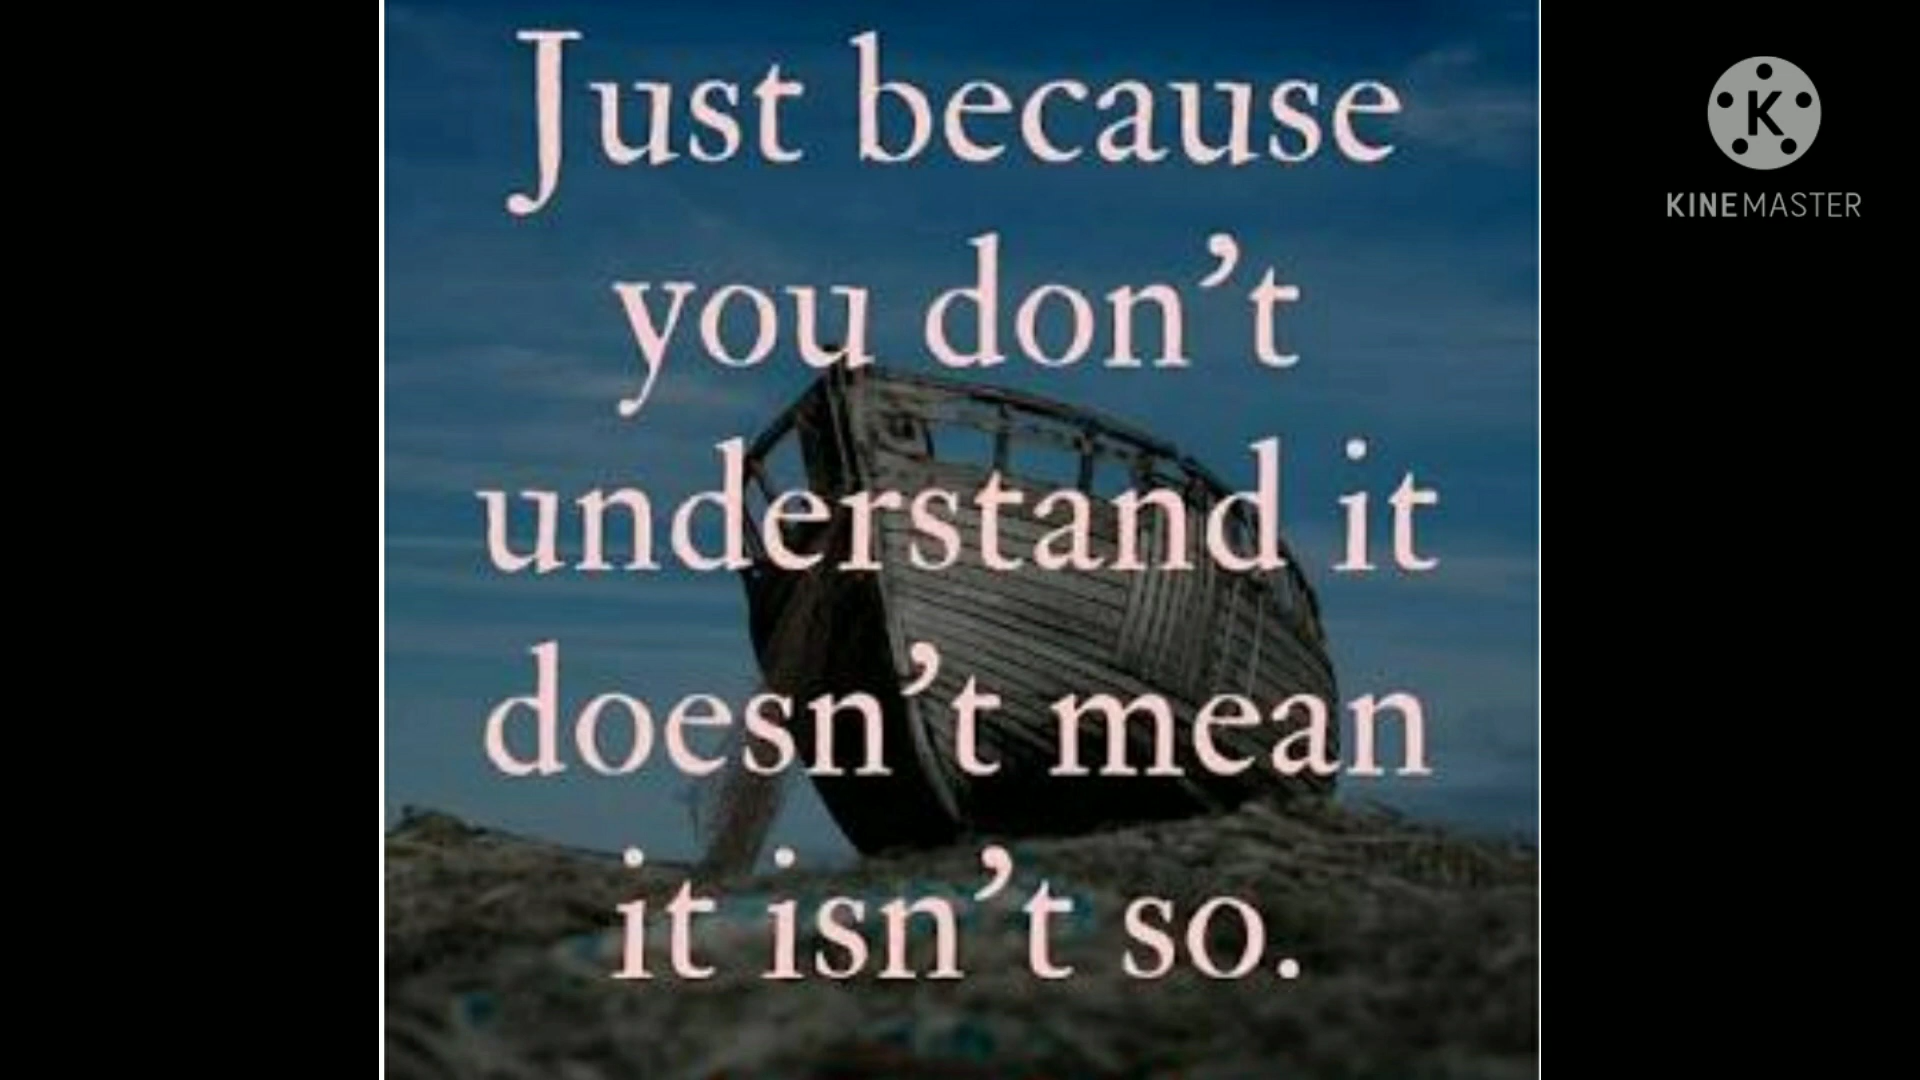 Just because
you don’t
understand it
doesn’t mean
it isn’t so.
K
KINEMASTER